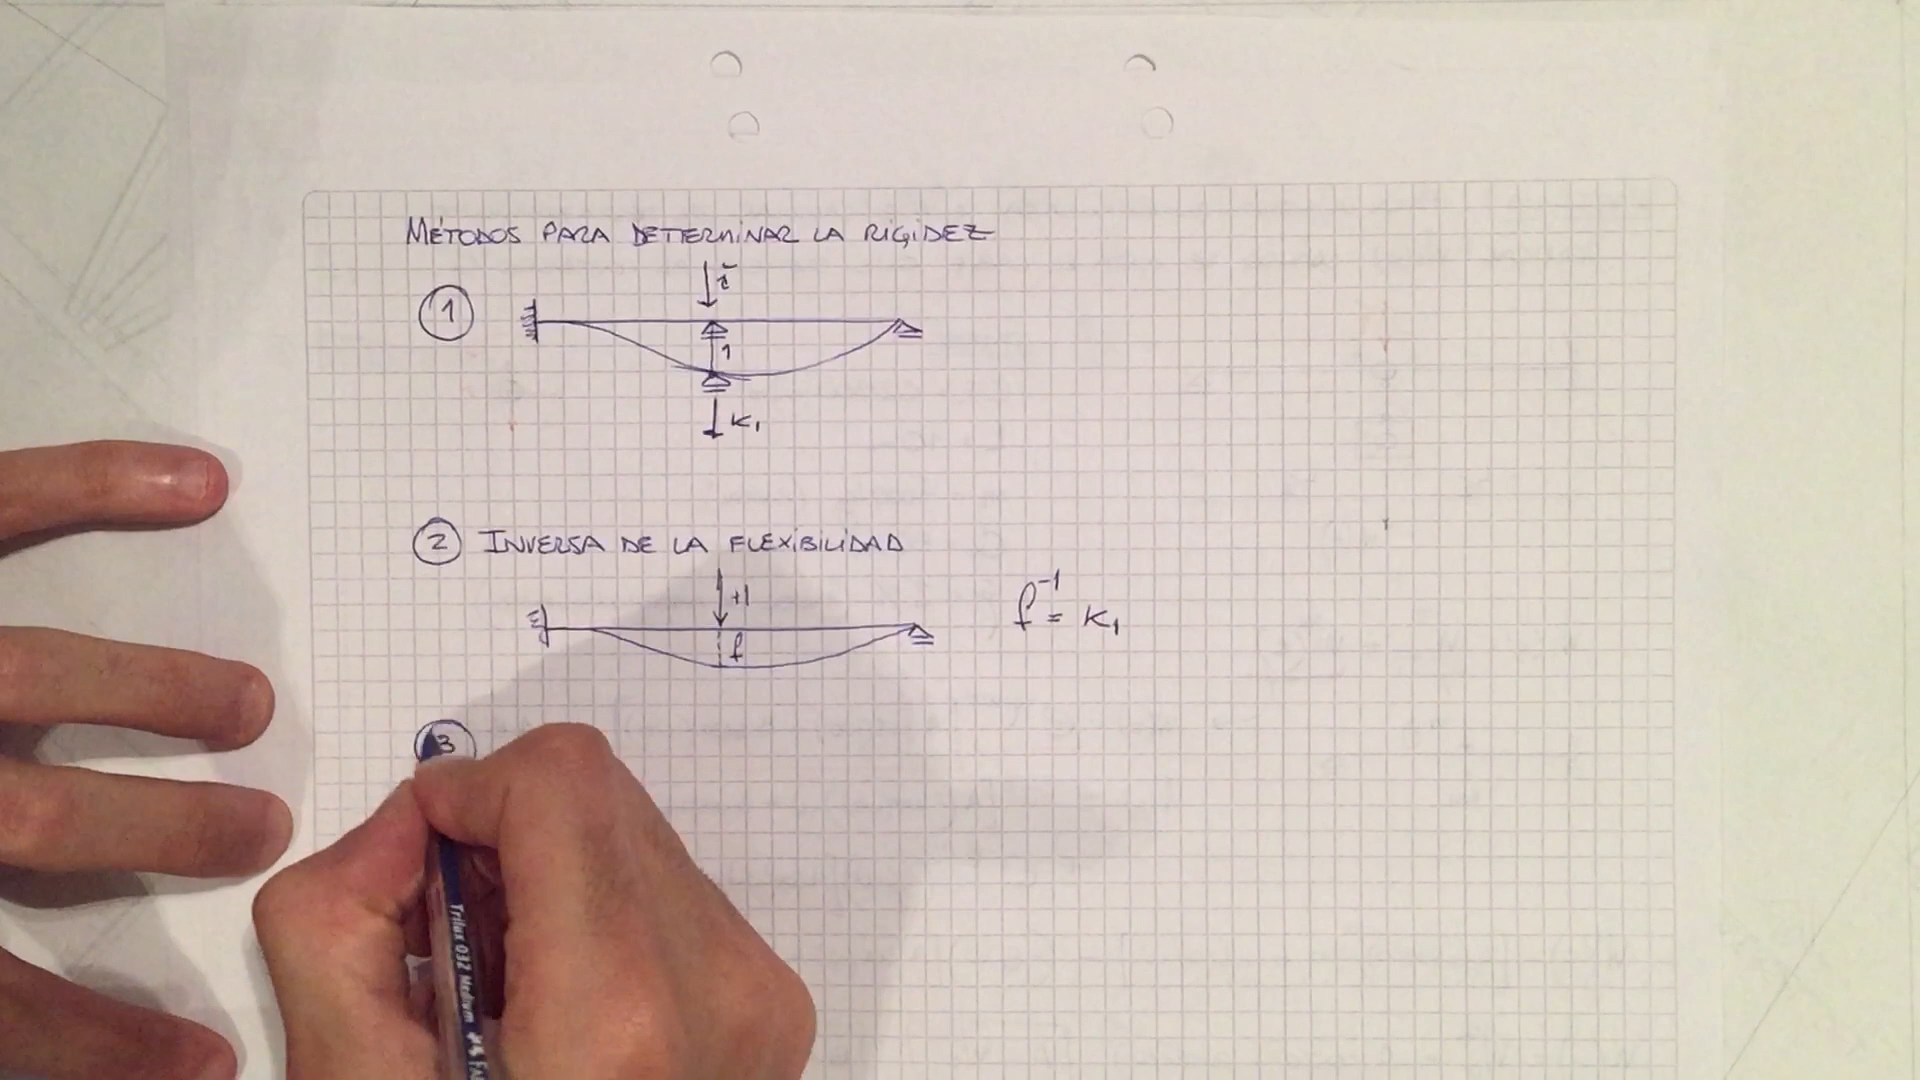 MÉTODOS PARA DETERMINAR LA RIGIDEZ
1
1
K₁
2 INVERSA DE LA FLEXIBILIDAD
+1
f
f⁻¹ = K₁
3
Trilux 032 Medium